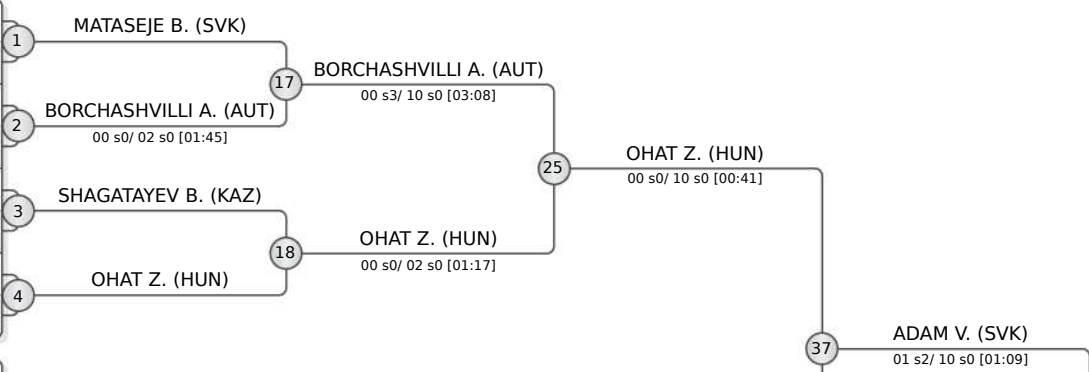 MATASEJE B. (SVK)
1
BORCHASHVILLI A. (AUT)
17
00 s3/ 10 s0 [03:08]
BORCHASHVILLI A. (AUT)
2
00 s0/ 02 s0 [01:45]
OHAT Z. (HUN)
25
00 s0/ 10 s0 [00:41]
SHAGATAYEV B. (KAZ)
3
OHAT Z. (HUN)
18
00 s0/ 02 s0 [01:17]
OHAT Z. (HUN)
4
ADAM V. (SVK)
37
01 s2/ 10 s0 [01:09]